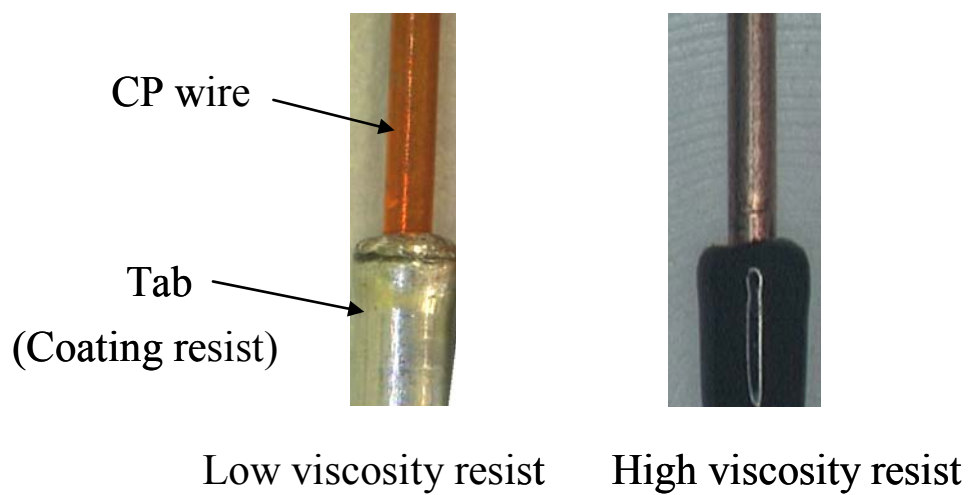 CP wire
Tab
(Coating resist)
Low viscosity resist
High viscosity resist